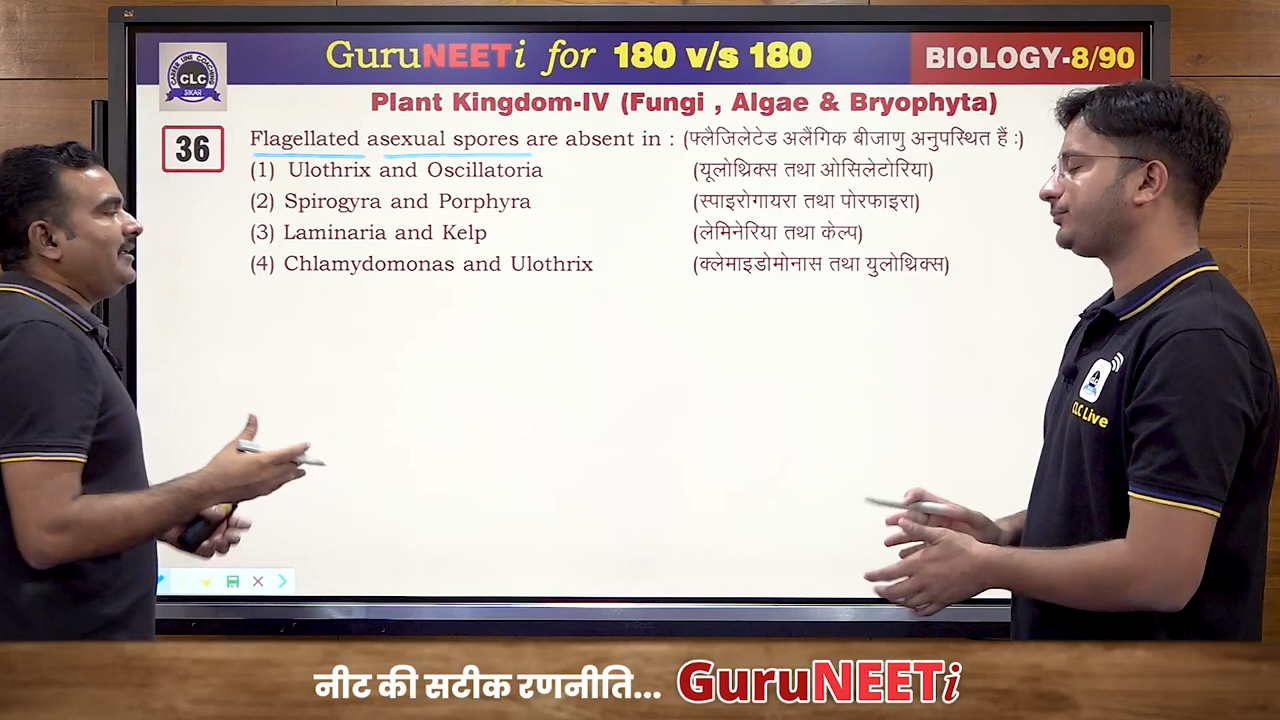 GuruNEETi for 180 v/s 180
BIOLOGY-8/90
CLC
SIKAR
Plant Kingdom-IV (Fungi , Algae & Bryophyta)
36
Flagellated asexual spores are absent in : (फ्लैजिलेटेड अलैंगिक बीजाणु अनुपस्थित हैं :)
(1) Ulothrix and Oscillatoria (यूलोथ्रिक्स तथा ओसिलेटोरिया)
(2) Spirogyra and Porphyra (स्पाइरोगायरा तथा पोरफाइरा)
(3) Laminaria and Kelp (लेमिनेरिया तथा केल्प)
(4) Chlamydomonas and Ulothrix (क्लेमाइडोमोनास तथा युलोथ्रिक्स)
CLC
CLC Live
नीट की सटीक रणनीति... GuruNEETi